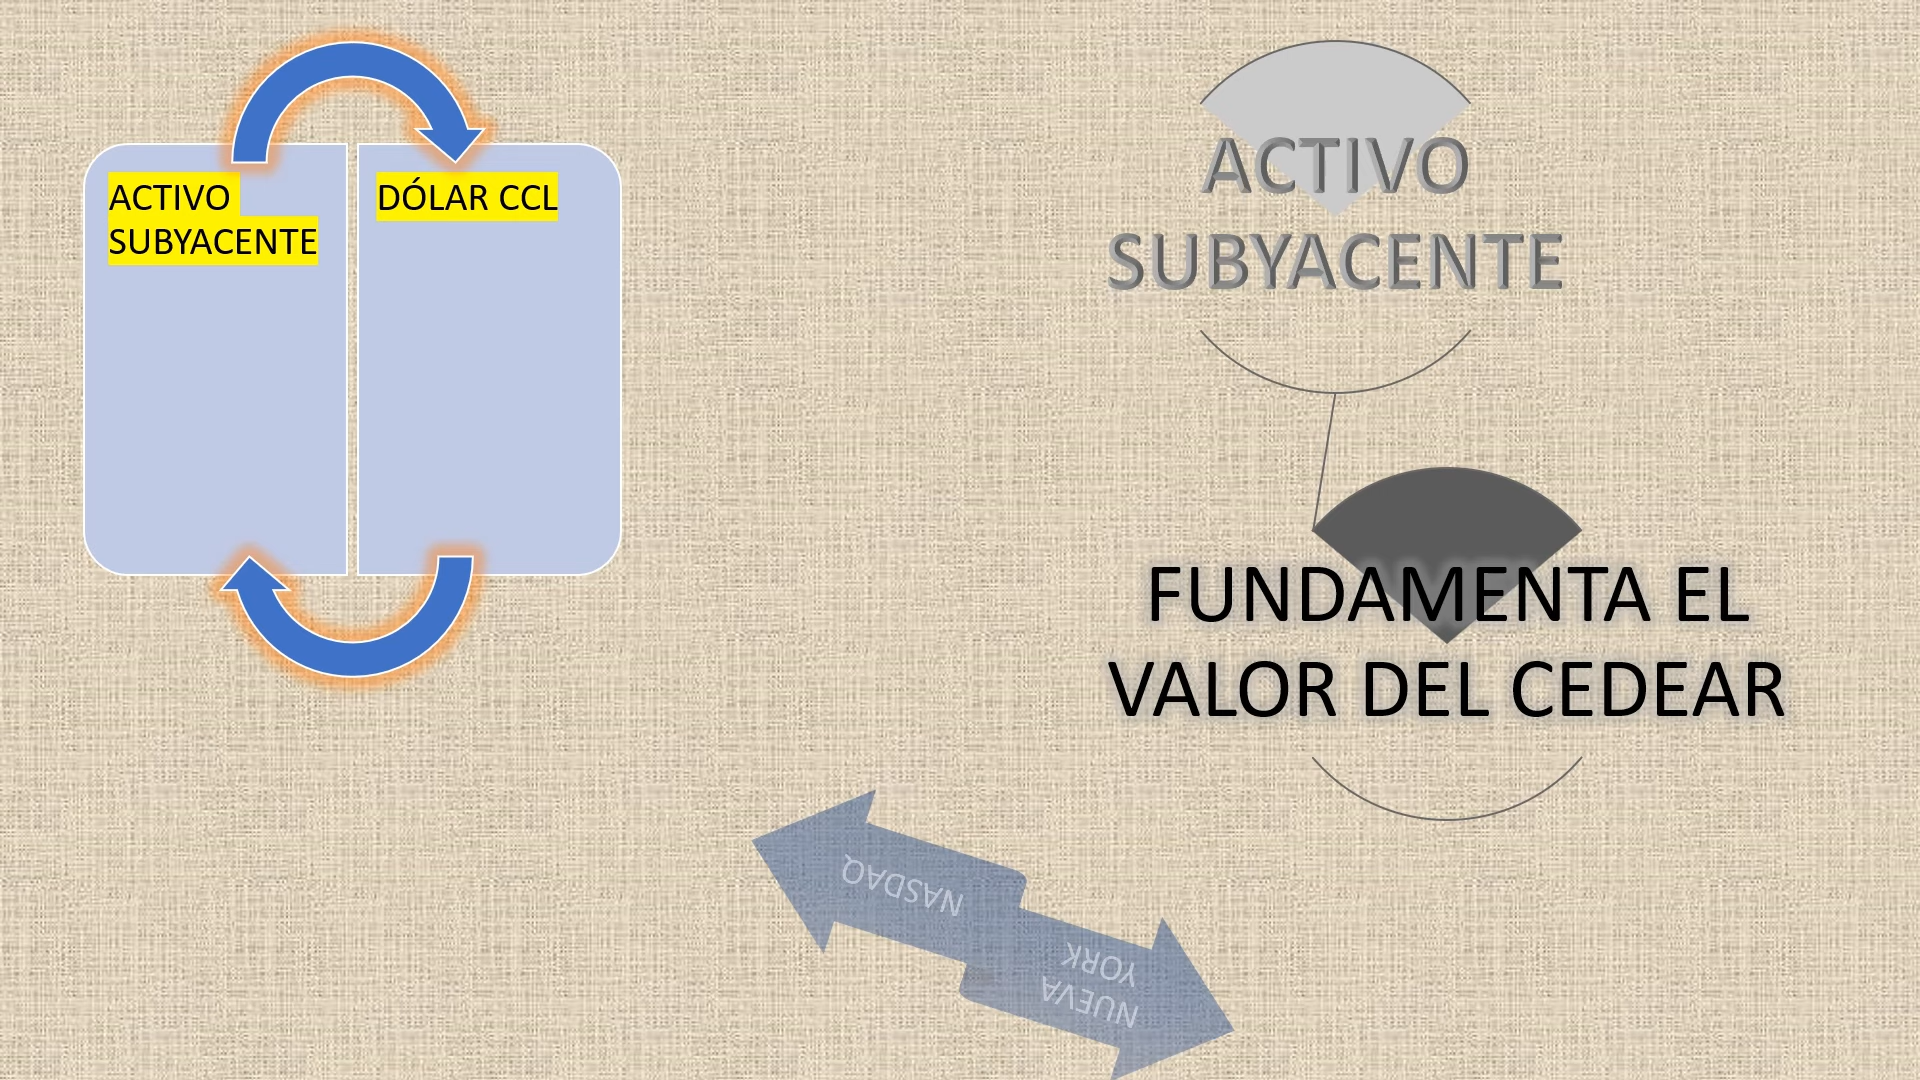 ACTIVO
SUBYACENTE
DÓLAR CCL
ACTIVO
SUBYACENTE
FUNDAMENTA EL
VALOR DEL CEDEAR
NASDAQ
NUEVA
YORK